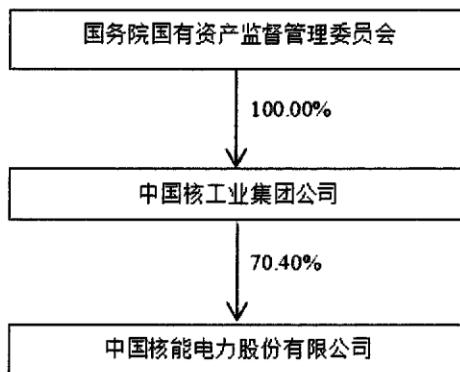 国务院国有资产监督管理委员会
100.00%
中国核工业集团公司
70.40%
中国核能电力股份有限公司